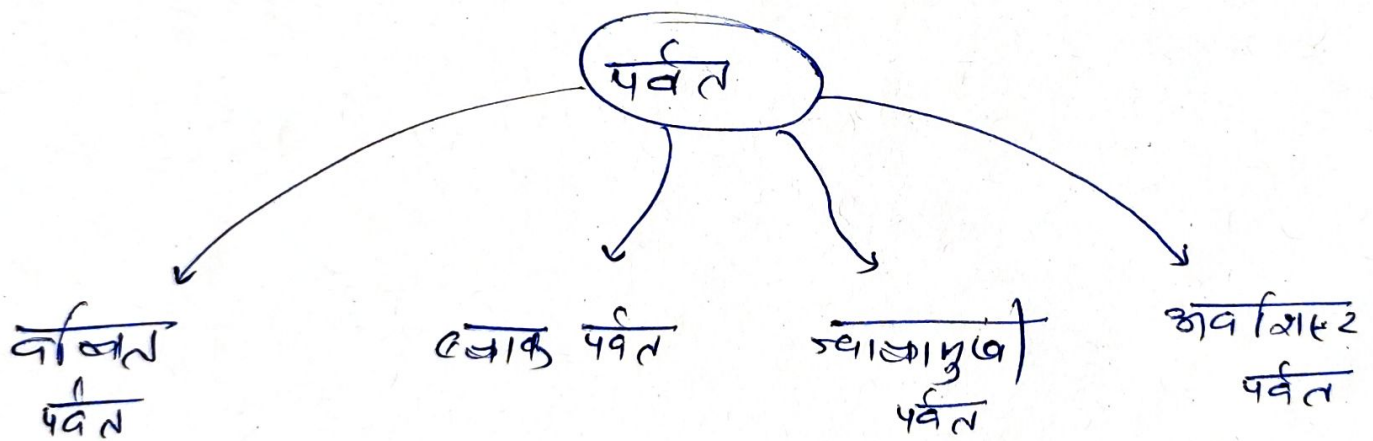 पर्वत
वलित पर्वत
ब्लाक पर्वत
ज्वालामुखी पर्वत
अवशिष्ट पर्वत